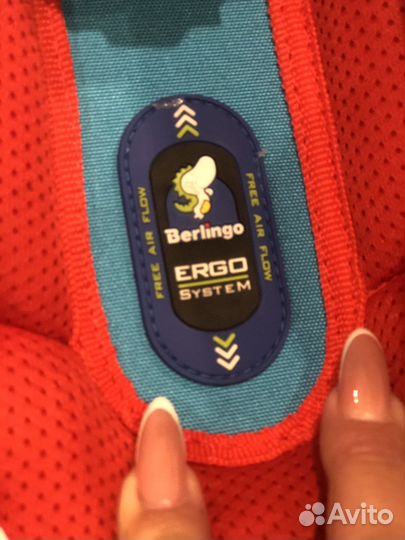 FREE AIR FLOW
Berlingo
ERGO
SYSTEM
FREE AIR FLOW
Avito